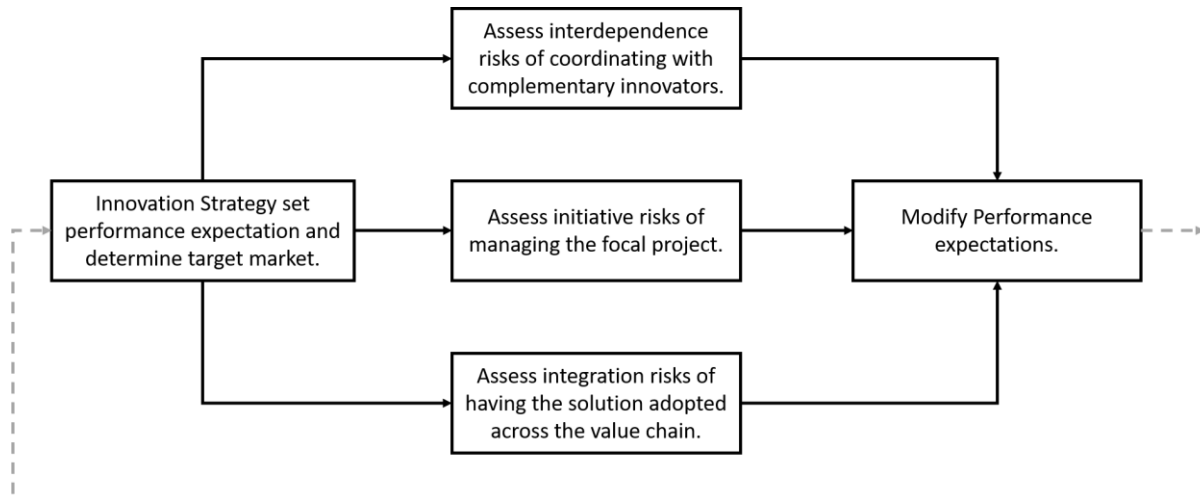 Assess interdependence
risks of coordinating with
complementary innovators.
Innovation Strategy set
performance expectation and
determine target market.
Assess initiative risks of
managing the focal project.
Modify Performance
expectations.
Assess integration risks of
having the solution adopted
across the value chain.